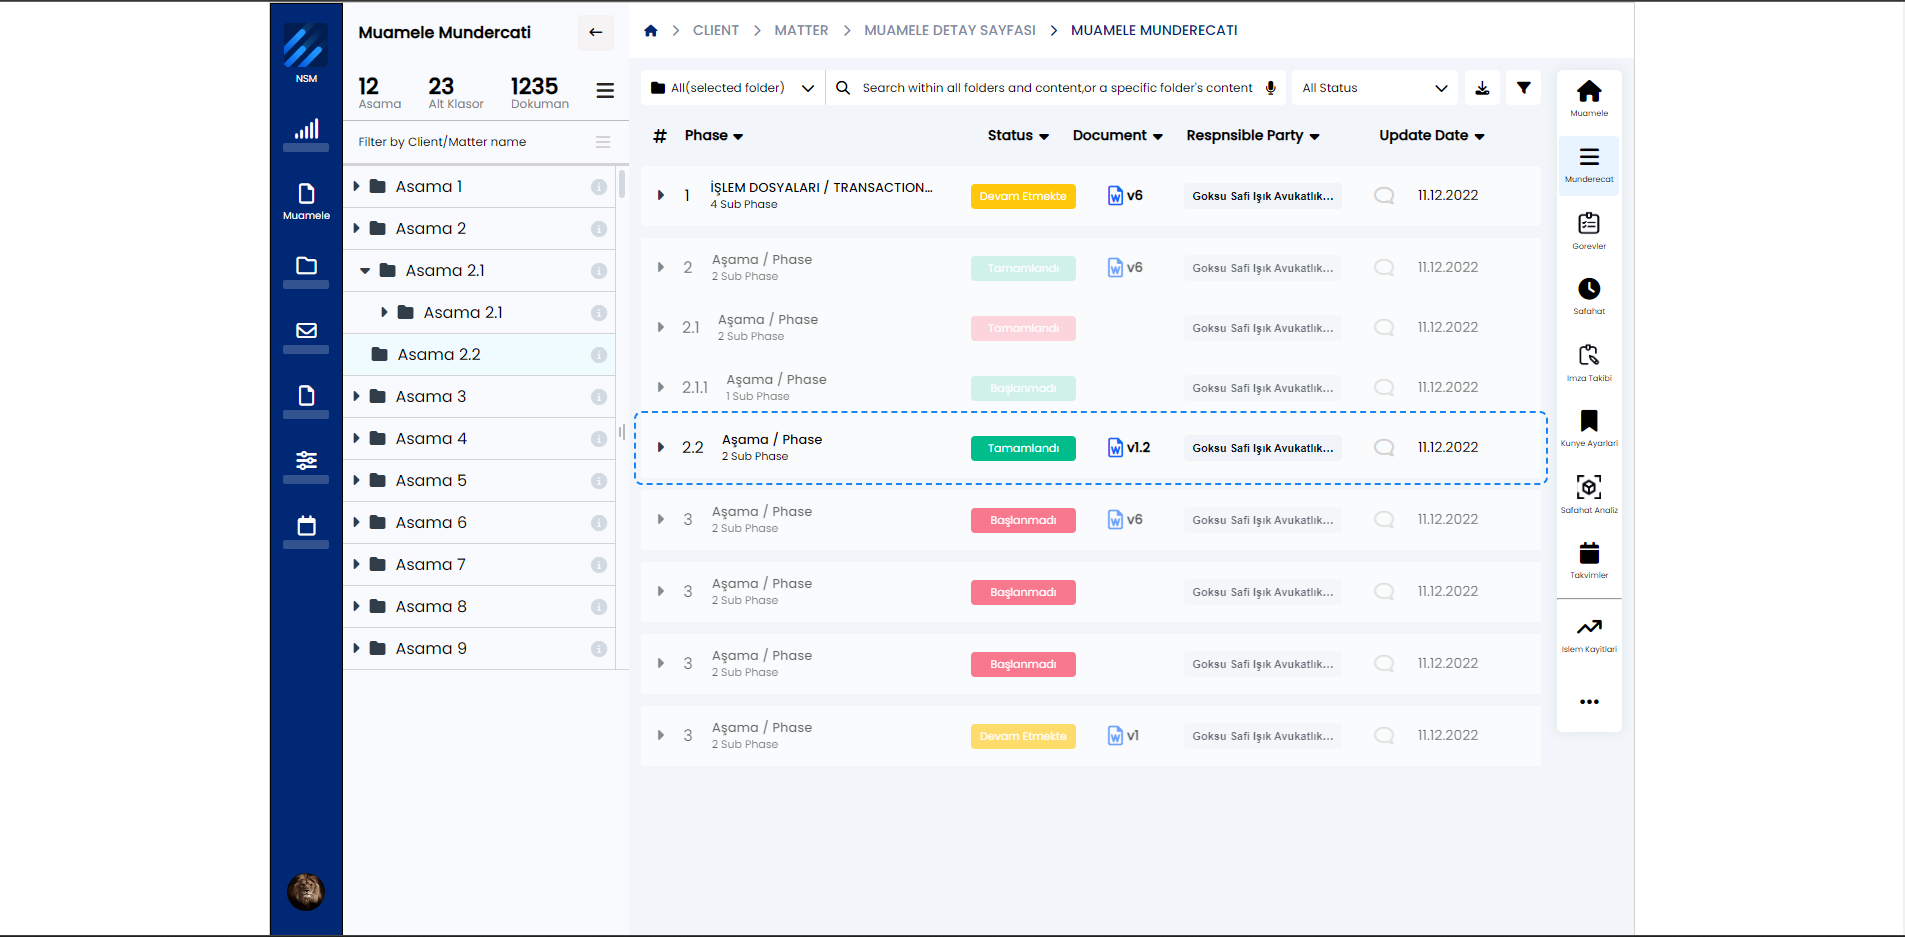 NSM
Muamele
Muamele Mundercati
12 23 1235
Asama Alt Klasor Dokuman
Filter by Client/Matter name
Asama 1
Asama 2
Asama 2.1
Asama 2.1
Asama 2.2
Asama 3
Asama 4
Asama 5
Asama 6
Asama 7
Asama 8
Asama 9
CLIENT MATTER MUAMELE DETAY SAYFASI MUAMELE MUNDERECATI
All(selected folder) Search within all folders and content,or a specific folder's content All Status
# Phase Status Document Respnsible Party Update Date
1 İŞLEM DOSYALARI / TRANSACTION... Devam Etmekte v6 Goksu Safi Işık Avukatlık... 11.12.2022
4 Sub Phase
2 Aşama / Phase Tamamlandı v6 Goksu Safi Işık Avukatlık... 11.12.2022
2 Sub Phase
2.1 Aşama / Phase Tamamlandı Goksu Safi Işık Avukatlık... 11.12.2022
2 Sub Phase
2.1.1 Aşama / Phase Başlanmadı Goksu Safi Işık Avukatlık... 11.12.2022
1 Sub Phase
2.2 Aşama / Phase Tamamlandı v1.2 Goksu Safi Işık Avukatlık... 11.12.2022
2 Sub Phase
3 Aşama / Phase Başlanmadı v6 Goksu Safi Işık Avukatlık... 11.12.2022
2 Sub Phase
3 Aşama / Phase Başlanmadı Goksu Safi Işık Avukatlık... 11.12.2022
2 Sub Phase
3 Aşama / Phase Başlanmadı Goksu Safi Işık Avukatlık... 11.12.2022
2 Sub Phase
3 Aşama / Phase Devam Etmekte v1 Goksu Safi Işık Avukatlık... 11.12.2022
2 Sub Phase
Muamele
Munderecat
Gorevler
Safahat
Imza Takibi
Kunye Ayarlari
Safahat Analiz
Takvimler
Islem Kayitlari